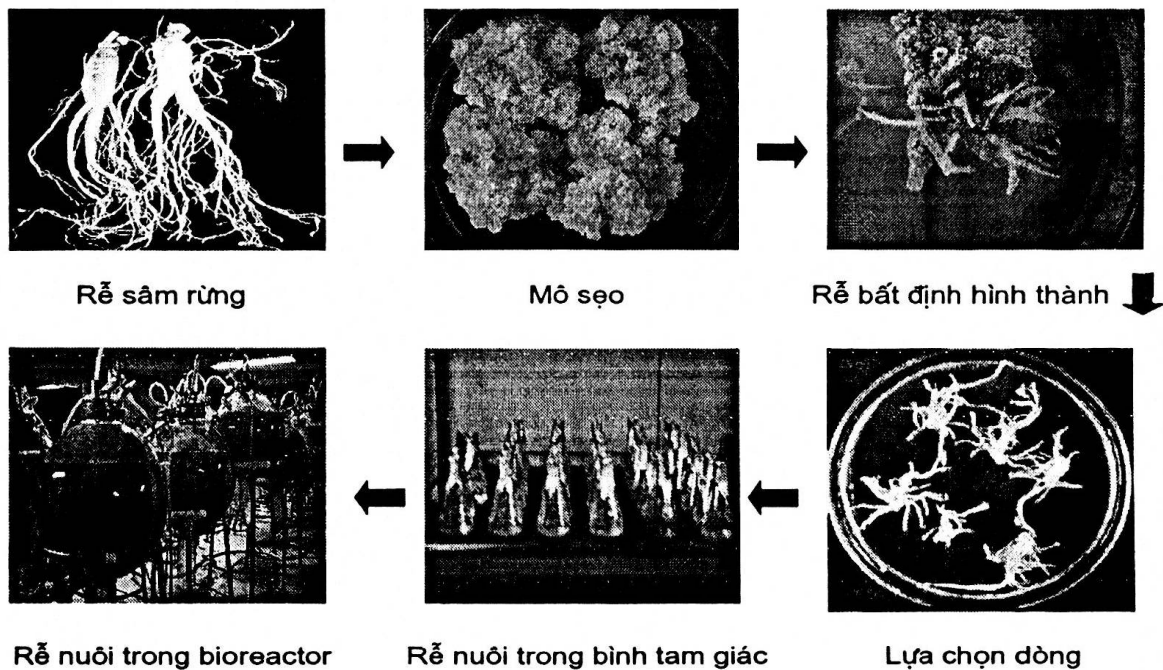 Rễ sâm rừng
Mô sẹo
Rễ bất định hình thành
Rễ nuôi trong bioreactor
Rễ nuôi trong bình tam giác
Lựa chọn dòng